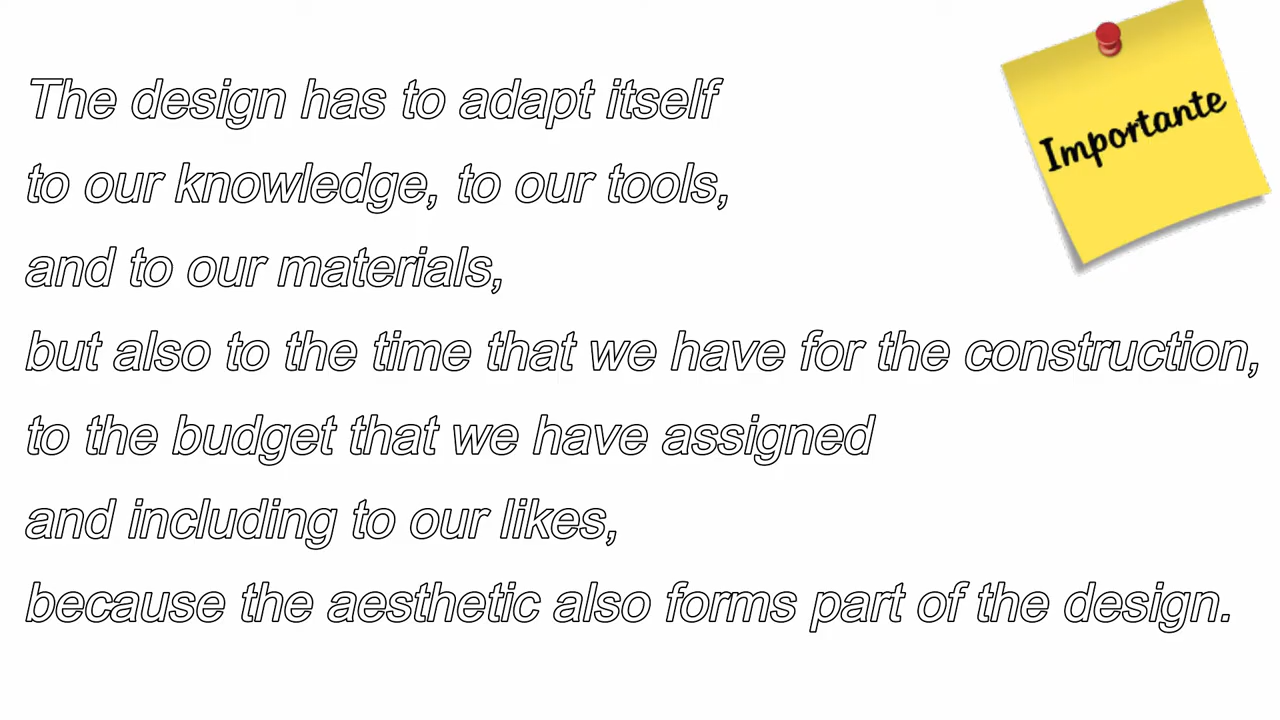 The design has to adapt itself
to our knowledge, to our tools,
and to our materials,
but also to the time that we have for the construction,
to the budget that we have assigned
and including to our likes,
because the aesthetic also forms part of the design.
Importante